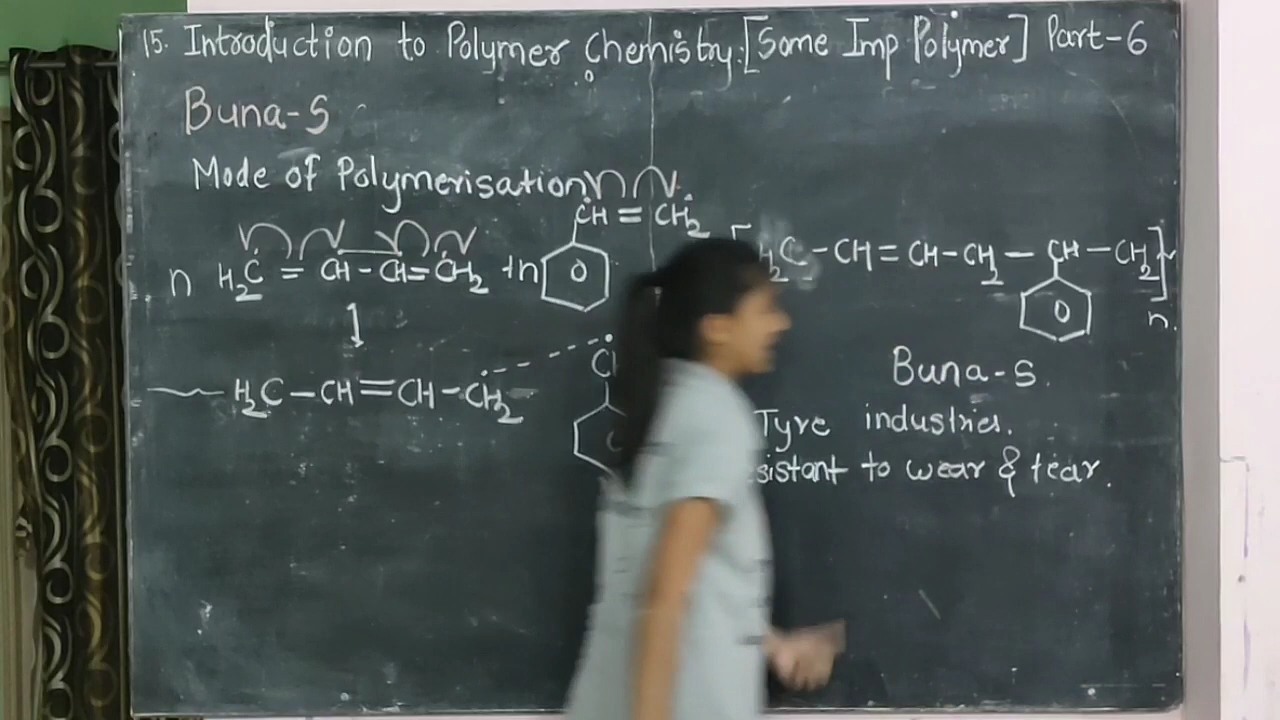 15. Introduction to Polymer Chemistry:[Some Imp Polymer] Part-6
Buna-S
Mode of Polymerisation
CH = CH2
n H2C = CH - CH = CH2 + n
H2C - CH = CH - CH2 - CH - CH2
n.
H2C - CH = CH - CH2
Buna-S.
Tyre industries.
to wear & tear.